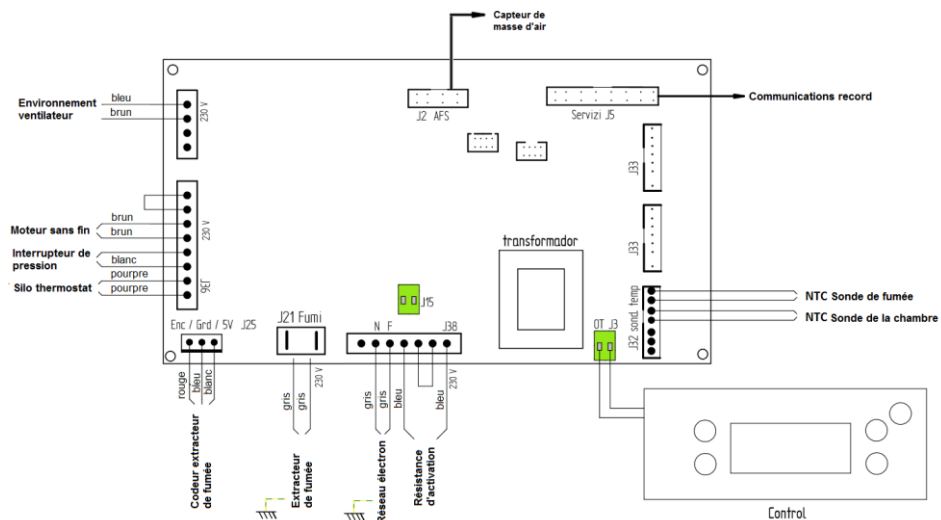 Capteur de
masse d'air
Environnement
ventilateur
bleu
brun
230 V
J2 AFS
Servizi J5
Communications record
J33
J33
Moteur sans fin
brun
brun
230 V
Interrupteur de
pression
blanc
Silo thermostat
pourpre
pourpre
J36
transformador
J15
NTC Sonde de fumée
NTC Sonde de la chambre
J32 sond. temp
Enc / Grd / 5V J25
J21 Fumi
N F
J38
OT J3
rouge
bleu
blanc
gris
gris
230 V
gris
gris
bleu
bleu
230 V
Codeur extracteur
de fumée
Extracteur
de fumée
Réseau électron
Résistance
d'activation
Control